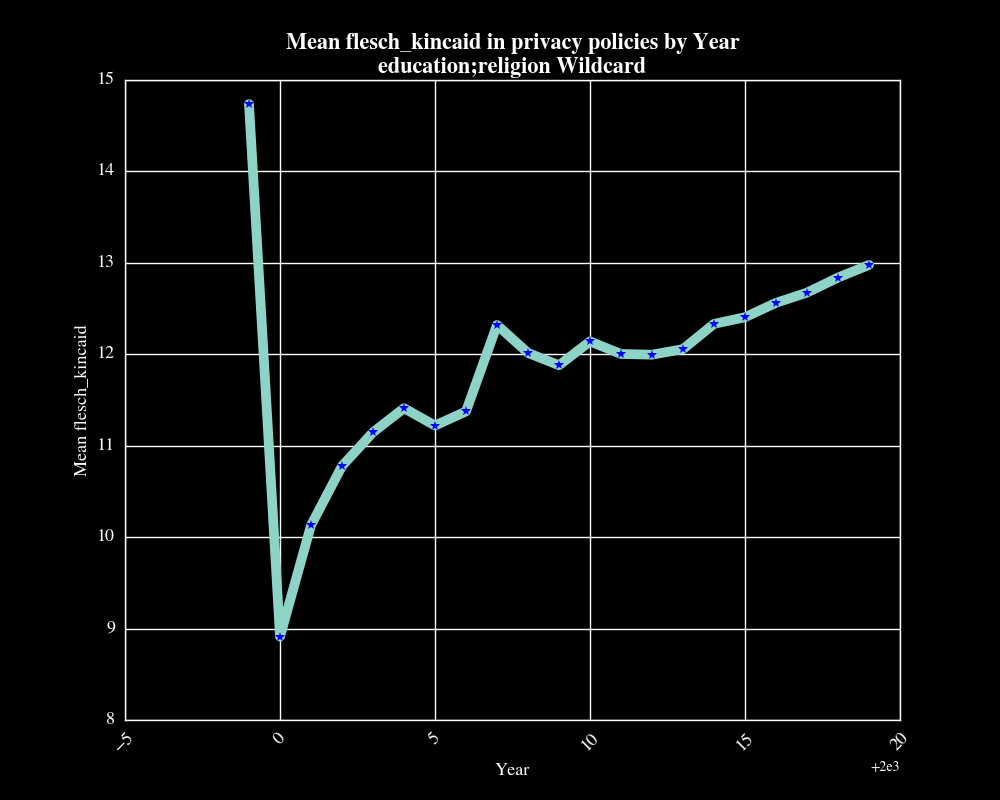 Mean flesch_kincaid in privacy policies by Year
education;religion Wildcard
15
14
13
12
11
10
9
8
Mean flesch_kincaid
−5
0
5
10
15
20
Year
+2e3